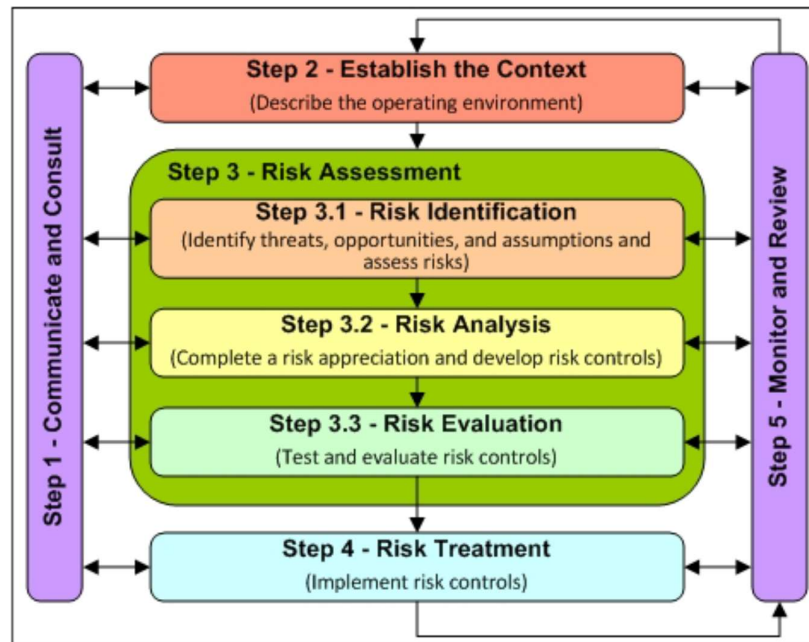 Step 2 - Establish the Context
(Describe the operating environment)
Step 1 - Communicate and Consult
Step 3 - Risk Assessment
Step 3.1 - Risk Identification
(Identify threats, opportunities, and assumptions and
assess risks)
Step 3.2 - Risk Analysis
(Complete a risk appreciation and develop risk controls)
Step 3.3 - Risk Evaluation
(Test and evaluate risk controls)
Step 4 - Risk Treatment
(Implement risk controls)
Step 5 - Monitor and Review